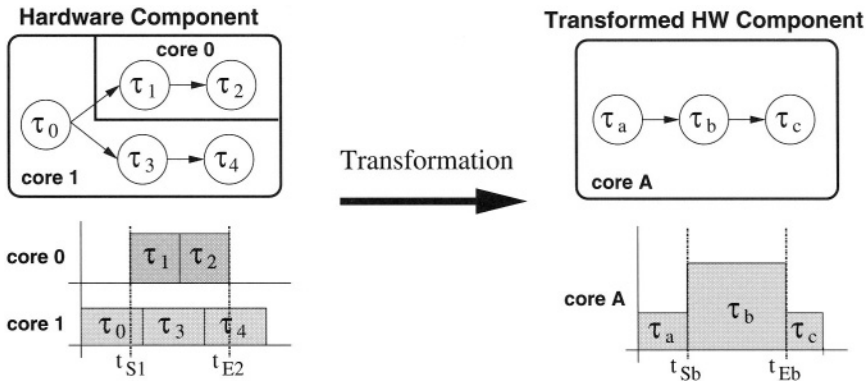 Hardware Component
core 0
τ1
τ2
τ0
τ3
τ4
core 1
Transformation
Transformed HW Component
τa
τb
τc
core A
core 0
τ1
τ2
core 1
τ0
τ3
τ4
tS1
tE2
core A
τa
τb
τc
tSb
tEb